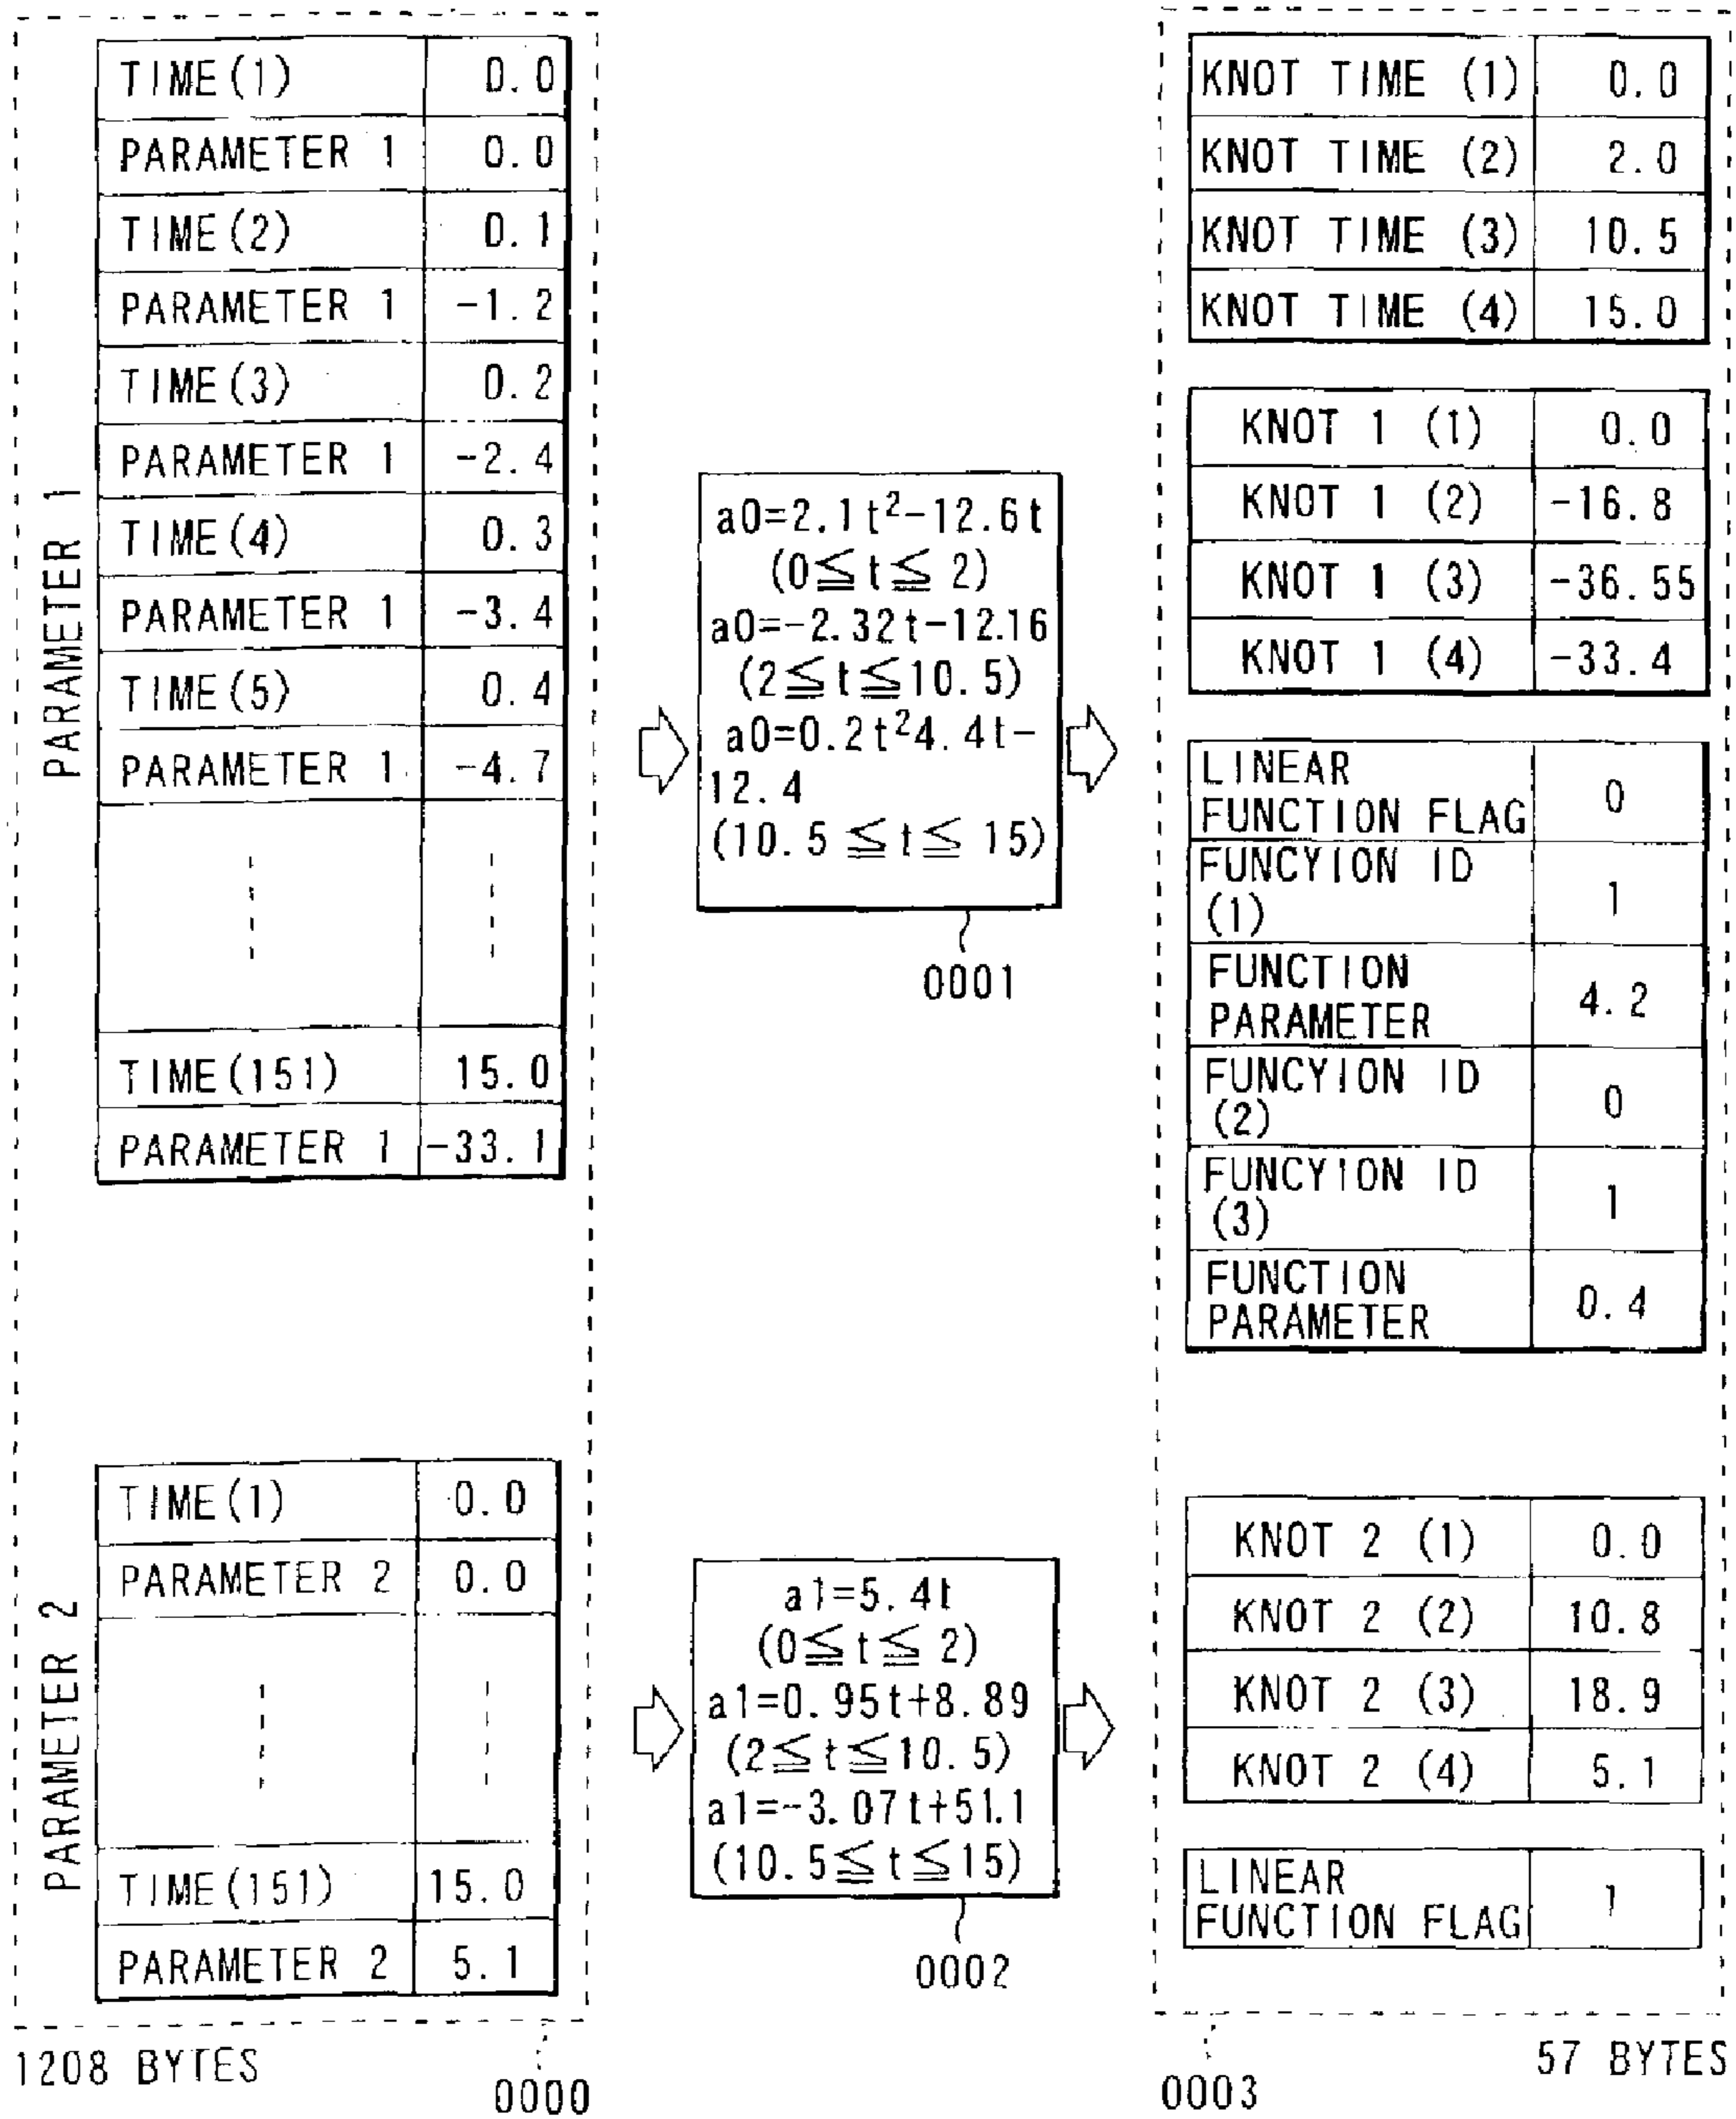 PARAMETER 1
TIME(1) 0.0
PARAMETER 1 0.0
TIME(2) 0.1
PARAMETER 1 -1.2
TIME(3) 0.2
PARAMETER 1 -2.4
TIME(4) 0.3
PARAMETER 1 -3.4
TIME(5) 0.4
PARAMETER 1 -4.7
TIME(151) 15.0
PARAMETER 1 -33.1
a0=2.1t²-12.6t
(0≦t≦2)
a0=-2.32t-12.16
(2≦t≦10.5)
a0=0.2t²4.4t-
12.4
(10.5≦t≦15)
0001
KNOT TIME (1) 0.0
KNOT TIME (2) 2.0
KNOT TIME (3) 10.5
KNOT TIME (4) 15.0
KNOT 1 (1) 0.0
KNOT 1 (2) -16.8
KNOT 1 (3) -36.55
KNOT 1 (4) -33.4
LINEAR
FUNCTION FLAG 0
FUNCYION ID
(1) 1
FUNCTION
PARAMETER 4.2
FUNCYION ID
(2) 0
FUNCYION ID
(3) 1
FUNCTION
PARAMETER 0.4
PARAMETER 2
TIME(1) 0.0
PARAMETER 2 0.0
TIME(151) 15.0
PARAMETER 2 5.1
a1=5.4t
(0≦t≦2)
a1=0.95t+8.89
(2≦t≦10.5)
a1=-3.07t+51.1
(10.5≦t≦15)
0002
KNOT 2 (1) 0.0
KNOT 2 (2) 10.8
KNOT 2 (3) 18.9
KNOT 2 (4) 5.1
LINEAR
FUNCTION FLAG 1
1208 BYTES
0000
0003
57 BYTES